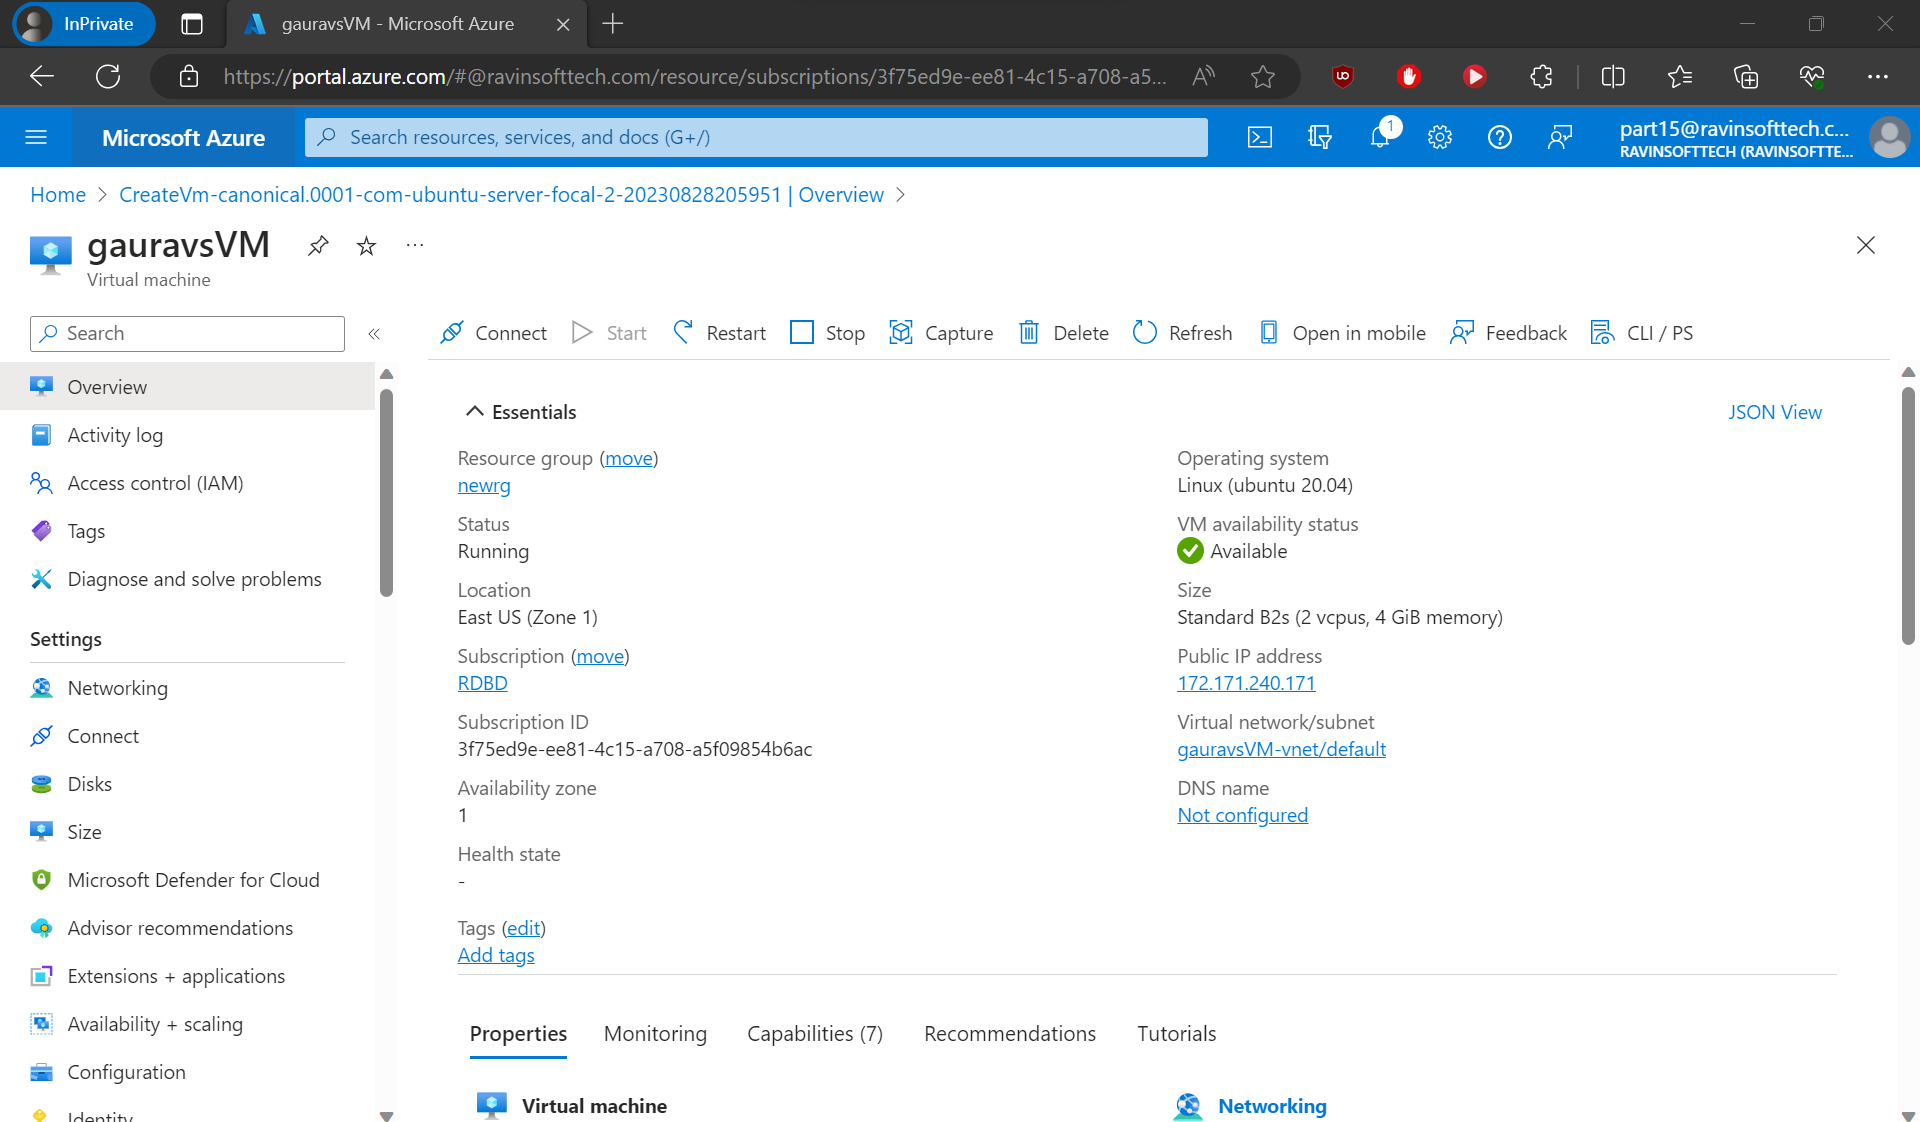 InPrivate
gauravsVM - Microsoft Azure
https://portal.azure.com/#@ravinsofttech.com/resource/subscriptions/3f75ed9e-ee81-4c15-a708-a5...
Microsoft Azure
Search resources, services, and docs (G+/)
1
part15@ravinsofttech.c...
RAVINSOFTTECH (RAVINSOFTTE...
Home > CreateVm-canonical.0001-com-ubuntu-server-focal-2-20230828205951 | Overview >
gauravsVM
Virtual machine
Search
Connect
Start
Restart
Stop
Capture
Delete
Refresh
Open in mobile
Feedback
CLI / PS
Overview
Activity log
Access control (IAM)
Tags
Diagnose and solve problems
Settings
Networking
Connect
Disks
Size
Microsoft Defender for Cloud
Advisor recommendations
Extensions + applications
Availability + scaling
Configuration
Identity
Essentials
JSON View
Resource group (move)
newrg
Status
Running
Location
East US (Zone 1)
Subscription (move)
RDBD
Subscription ID
3f75ed9e-ee81-4c15-a708-a5f09854b6ac
Availability zone
1
Health state
-
Operating system
Linux (ubuntu 20.04)
VM availability status
Available
Size
Standard B2s (2 vcpus, 4 GiB memory)
Public IP address
172.171.240.171
Virtual network/subnet
gauravsVM-vnet/default
DNS name
Not configured
Tags (edit)
Add tags
Properties
Monitoring
Capabilities (7)
Recommendations
Tutorials
Virtual machine
Networking